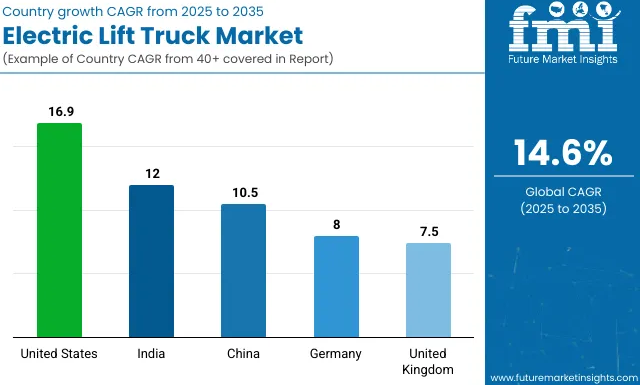 Country growth CAGR from 2025 to 2035
Electric Lift Truck Market
(Example of Country CAGR from 40+ covered in Report)
fmi
Future Market Insights
16.9
12
10.5
8
7.5
United States
India
China
Germany
United
Kingdom
14.6%
Global CAGR
(2025 to 2035)
www.futuremarketinsights.com